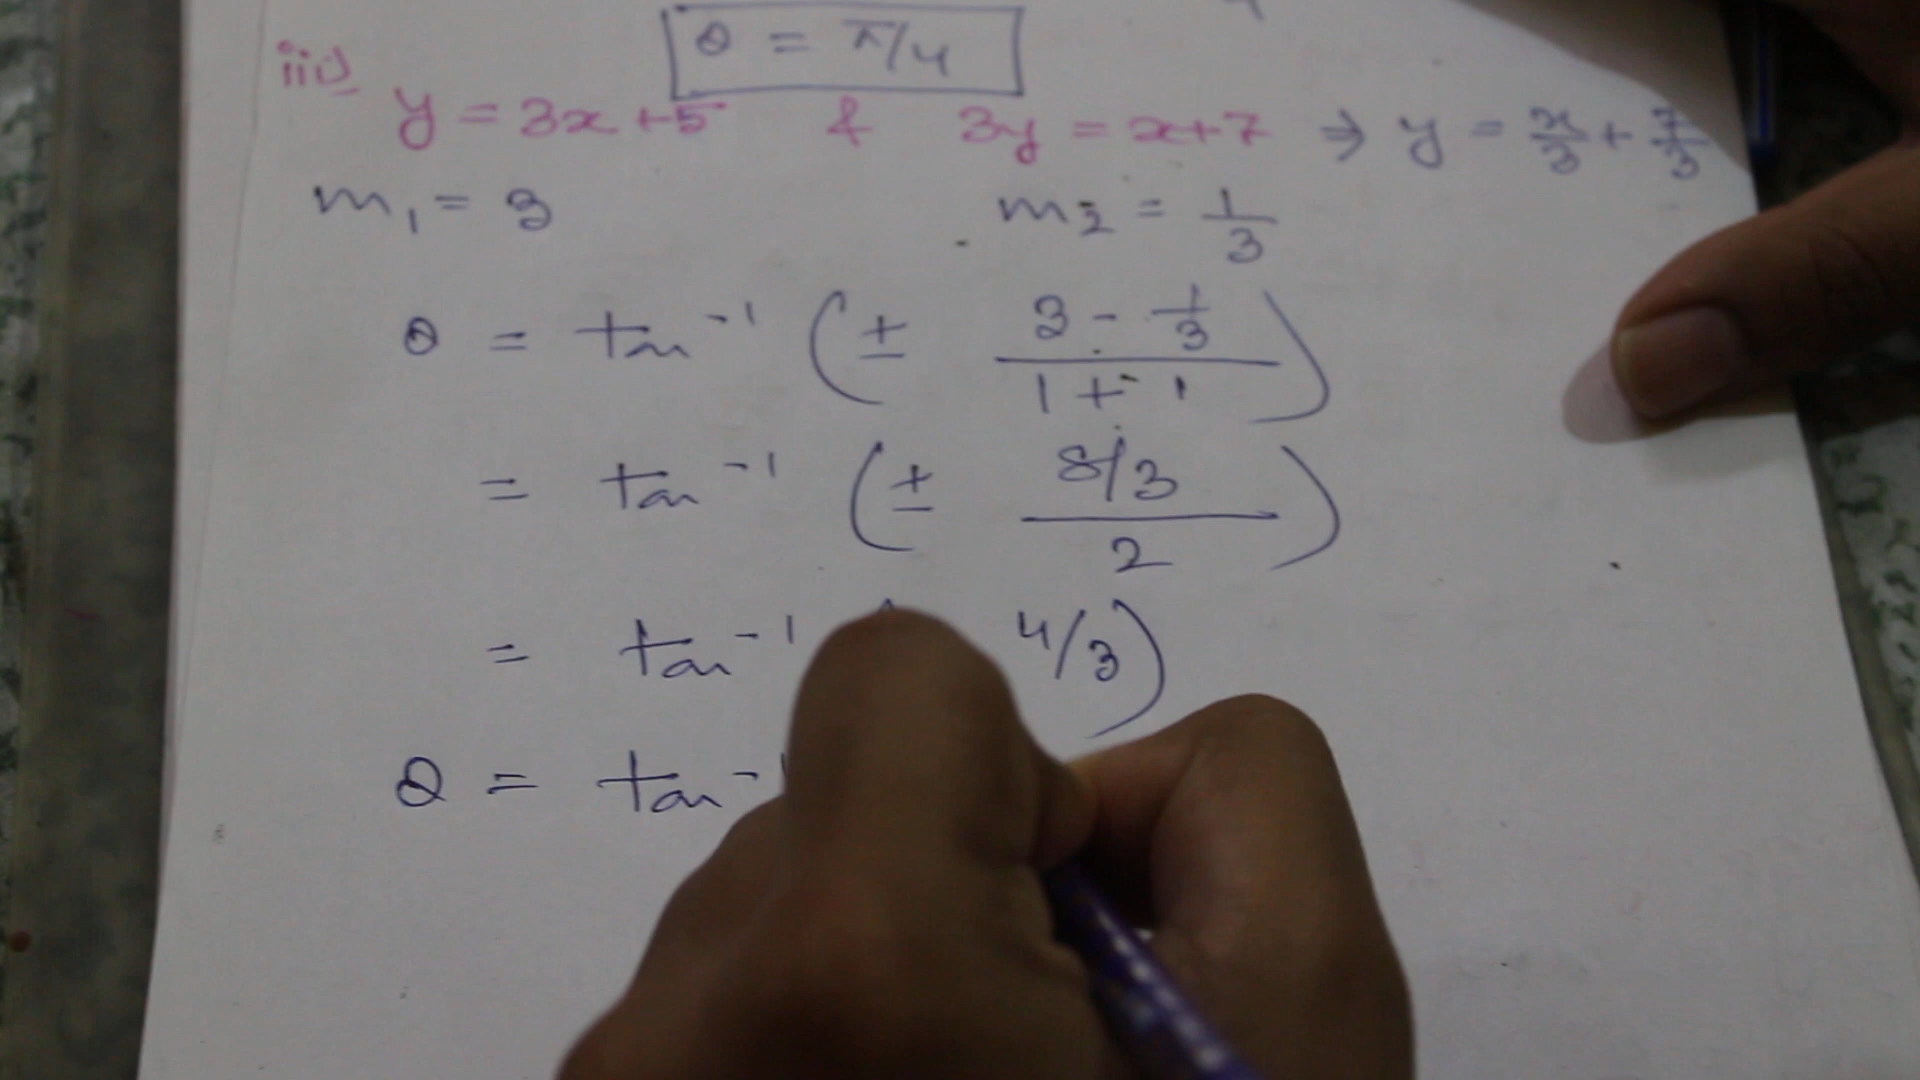 θ = π/4
iii)
y = 3x+5 & 3y = x+7 ⇒ y = x/3 + 7/3
m₁ = 3 m₂ = 1/3
θ = tan⁻¹ (± (3 - 1/3)/(1 + 1))
= tan⁻¹ (± (8/3)/2)
= tan⁻¹ 4/3)
θ = tan⁻¹